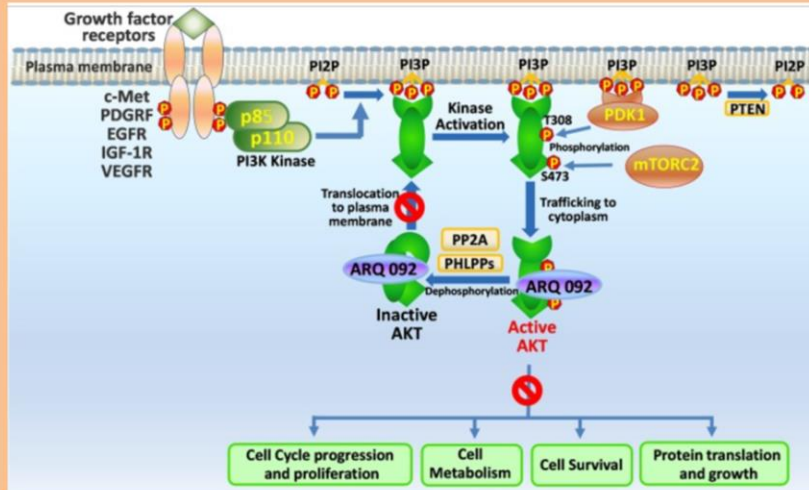 Growth factor
receptors
Plasma membrane
PI2P
PI3P
PI3P
PI3P
PI3P
PI2P
P P
P P P
P P P
P P P
P P P
P P
c-Met
PDGRF
EGFR
IGF-1R
VEGFR
P
P
P
P
p85
p110
PI3K Kinase
Kinase
Activation
T308
P
Phosphorylation
P
S473
PDK1
PTEN
mTORC2
Translocation
to plasma
membrane
Trafficking to
cytoplasm
PP2A
PHLPPs
Dephosphorylation
ARQ 092
Inactive
AKT
P
ARQ 092
P
Active
AKT
Cell Cycle progression
and proliferation
Cell
Metabolism
Cell Survival
Protein translation
and growth